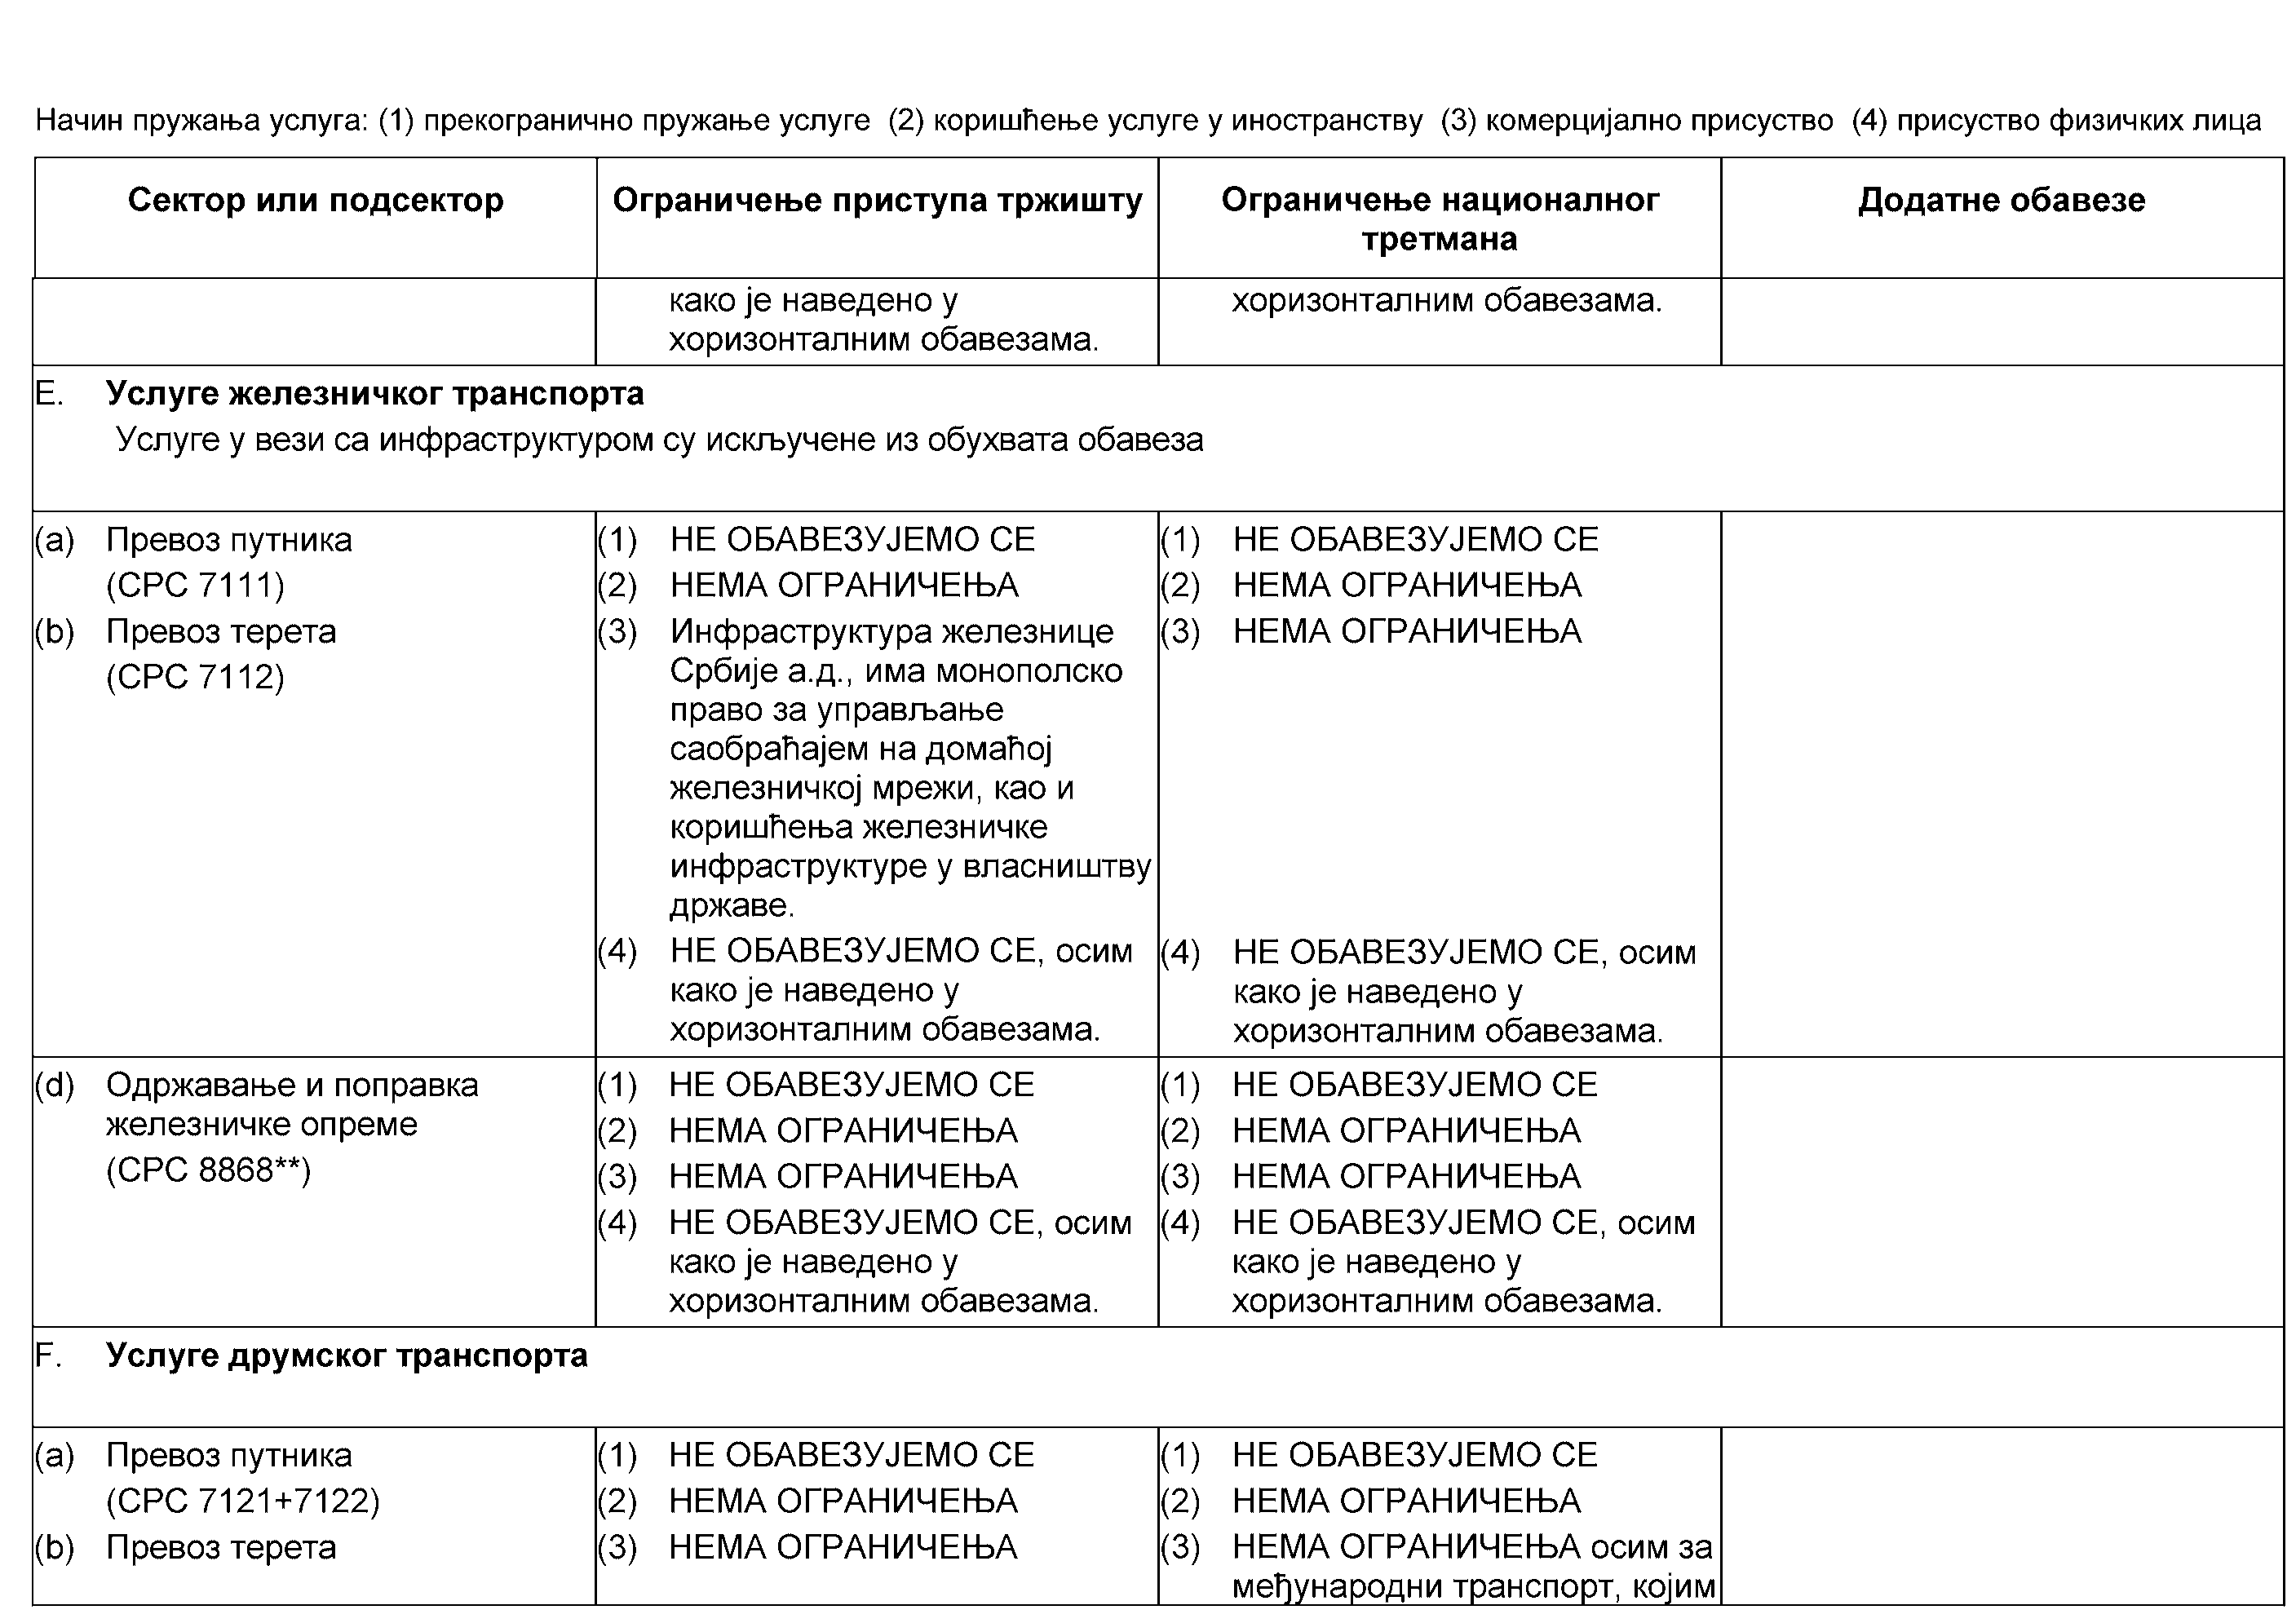 Начин пружања услуга: (1) прекогранично пружање услуге (2) коришћење услуге у иностранству (3) комерцијално присуство (4) присуство физичких лица
Сектор или подсектор
Ограничење приступа тржишту
Ограничење националног
третмана
Додатне обавезе
како је наведено у
хоризонталним обавезама.
хоризонталним обавезама.
E. Услуге железничког транспорта
Услуге у вези са инфраструктуром су искључене из обухвата обавеза
(a) Превоз путника
(CPC 7111)
(b) Превоз терета
(CPC 7112)
(1) НЕ ОБАВЕЗУЈЕМО СЕ
(2) НЕМА ОГРАНИЧЕЊА
(3) Инфраструктура железнице
Србије а.д., има монополско
право за управљање
саобраћајем на домаћој
железничкој мрежи, као и
коришћења железничке
инфраструктуре у власништву
државе.
(4) НЕ ОБАВЕЗУЈЕМО СЕ, осим
како је наведено у
хоризонталним обавезама.
(1) НЕ ОБАВЕЗУЈЕМО СЕ
(2) НЕМА ОГРАНИЧЕЊА
(3) НЕМА ОГРАНИЧЕЊА
(4) НЕ ОБАВЕЗУЈЕМО СЕ, осим
како је наведено у
хоризонталним обавезама.
(d) Одржавање и поправка
железничке опреме
(CPC 8868**)
(1) НЕ ОБАВЕЗУЈЕМО СЕ
(2) НЕМА ОГРАНИЧЕЊА
(3) НЕМА ОГРАНИЧЕЊА
(4) НЕ ОБАВЕЗУЈЕМО СЕ, осим
како је наведено у
хоризонталним обавезама.
(1) НЕ ОБАВЕЗУЈЕМО СЕ
(2) НЕМА ОГРАНИЧЕЊА
(3) НЕМА ОГРАНИЧЕЊА
(4) НЕ ОБАВЕЗУЈЕМО СЕ, осим
како је наведено у
хоризонталним обавезама.
F. Услуге друмског транспорта
(a) Превоз путника
(CPC 7121+7122)
(b) Превоз терета
(1) НЕ ОБАВЕЗУЈЕМО СЕ
(2) НЕМА ОГРАНИЧЕЊА
(3) НЕМА ОГРАНИЧЕЊА
(1) НЕ ОБАВЕЗУЈЕМО СЕ
(2) НЕМА ОГРАНИЧЕЊА
(3) НЕМА ОГРАНИЧЕЊА осим за
међународни транспорт, којим